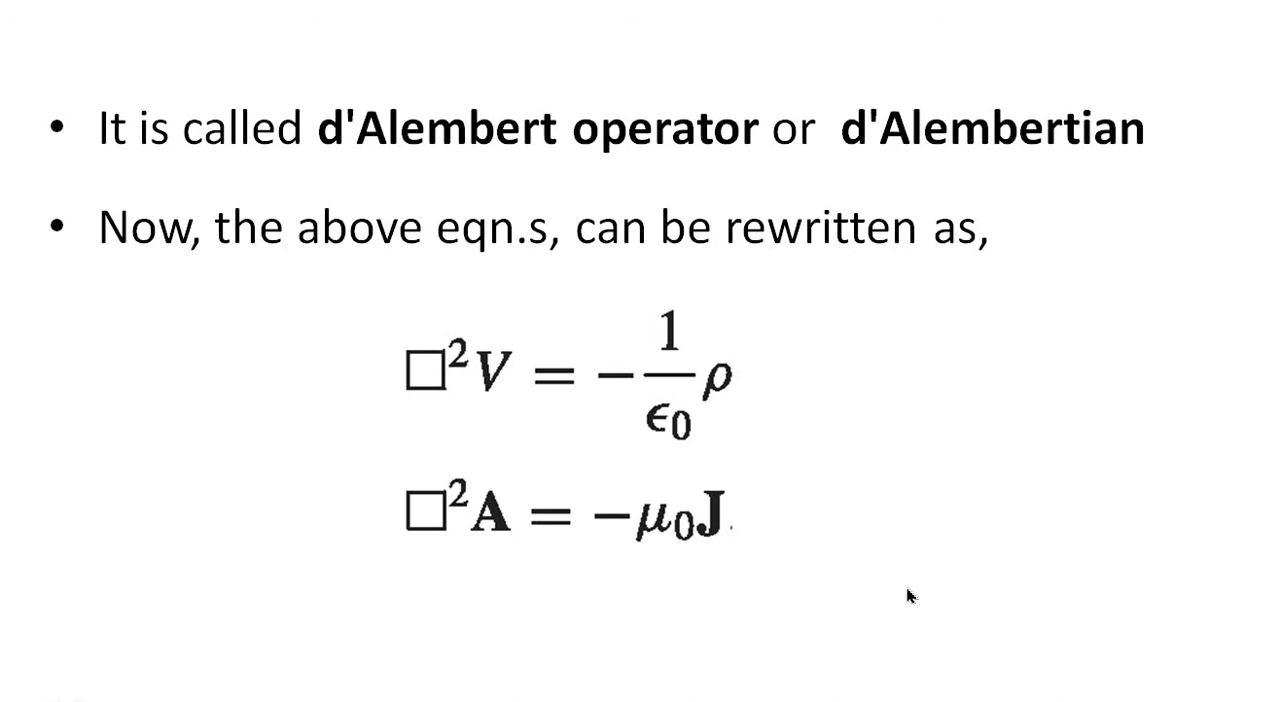 • It is called d'Alembert operator or d'Alembertian
• Now, the above eqn.s, can be rewritten as,
□²V = −1/ϵ₀ ρ
□²A = −μ₀J.